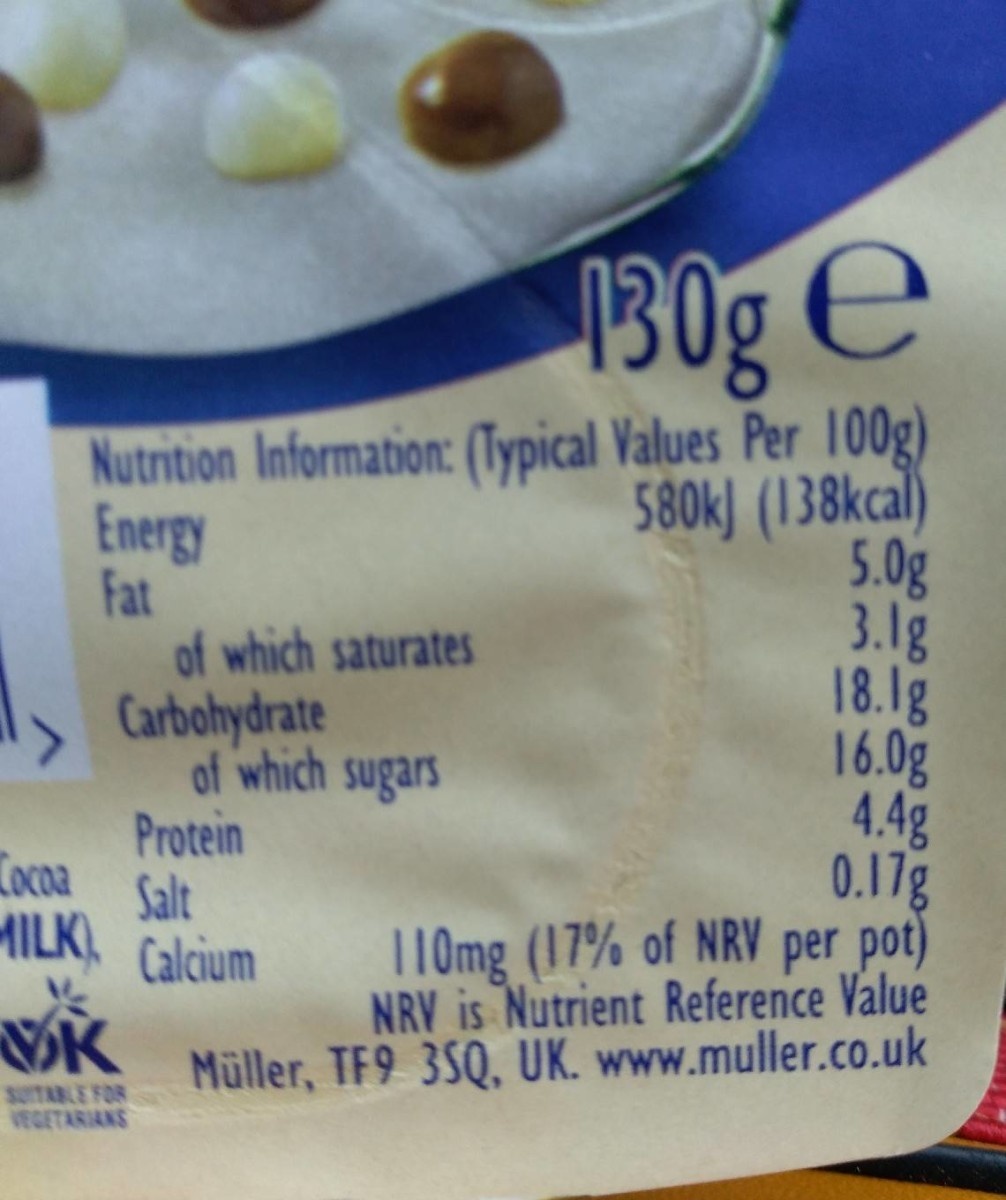 130g e
Nutrition Information: (Typical Values Per 100g)
Energy 580kJ (138kcal)
Fat 5.0g
of which saturates 3.1g
Carbohydrate 18.1g
of which sugars 16.0g
Protein 4.4g
Cocoa
Salt 0.17g
MILK).
Calcium 110mg (17% of NRV per pot)
NRV is Nutrient Reference Value
VK
Müller, TF9 3SQ, UK. www.muller.co.uk
SUITABLE FOR
VEGETARIANS